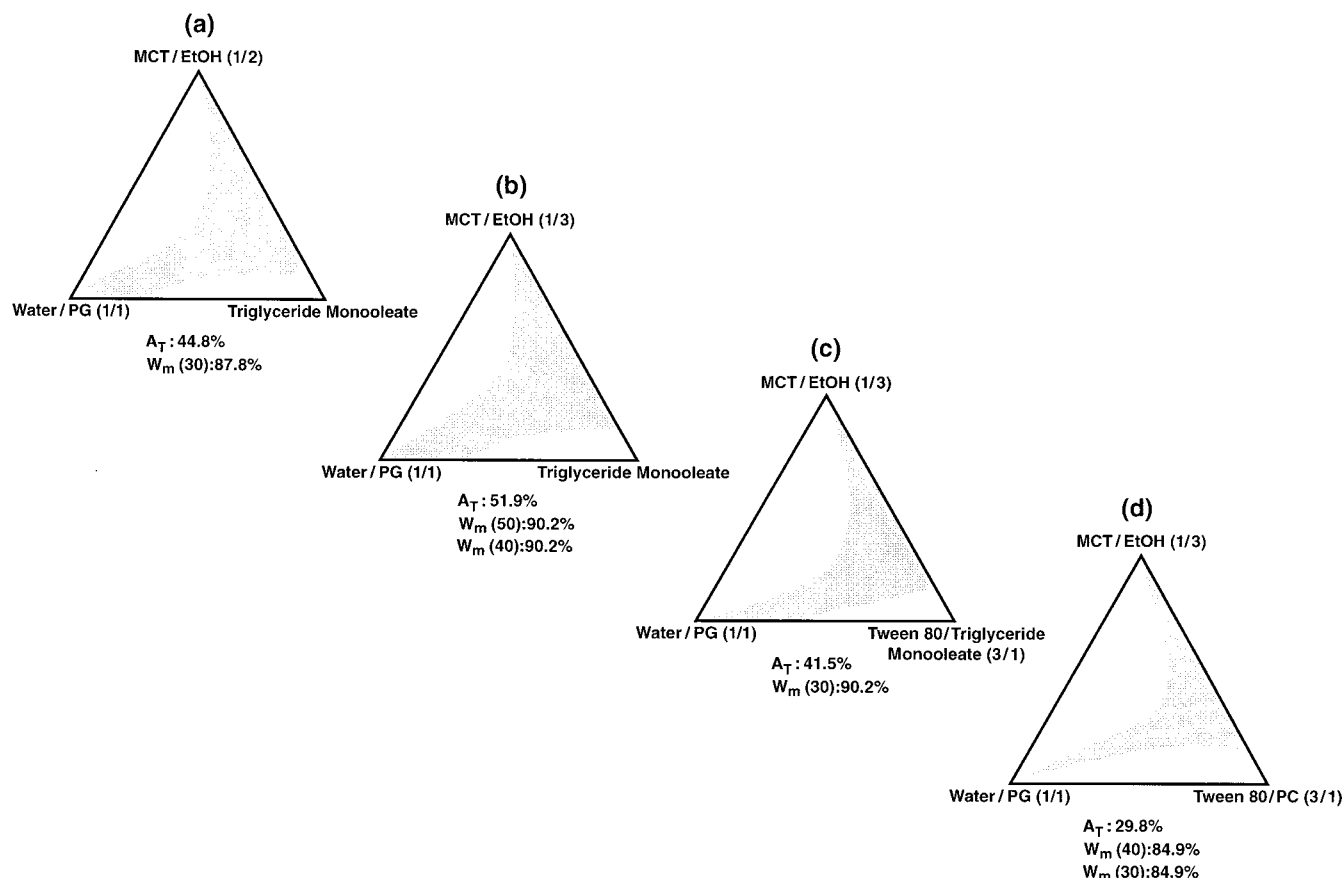 (a)
MCT / EtOH (1/2)
Water / PG (1/1)
Triglyceride Monooleate
A_T : 44.8%
W_m (30):87.8%
(b)
MCT / EtOH (1/3)
Water / PG (1/1)
Triglyceride Monooleate
A_T : 51.9%
W_m (50):90.2%
W_m (40):90.2%
(c)
MCT / EtOH (1/3)
Water / PG (1/1)
Tween 80/Triglyceride
Monooleate (3/1)
A_T : 41.5%
W_m (30):90.2%
(d)
MCT / EtOH (1/3)
Water / PG (1/1)
Tween 80/PC (3/1)
A_T : 29.8%
W_m (40):84.9%
W_m (30):84.9%